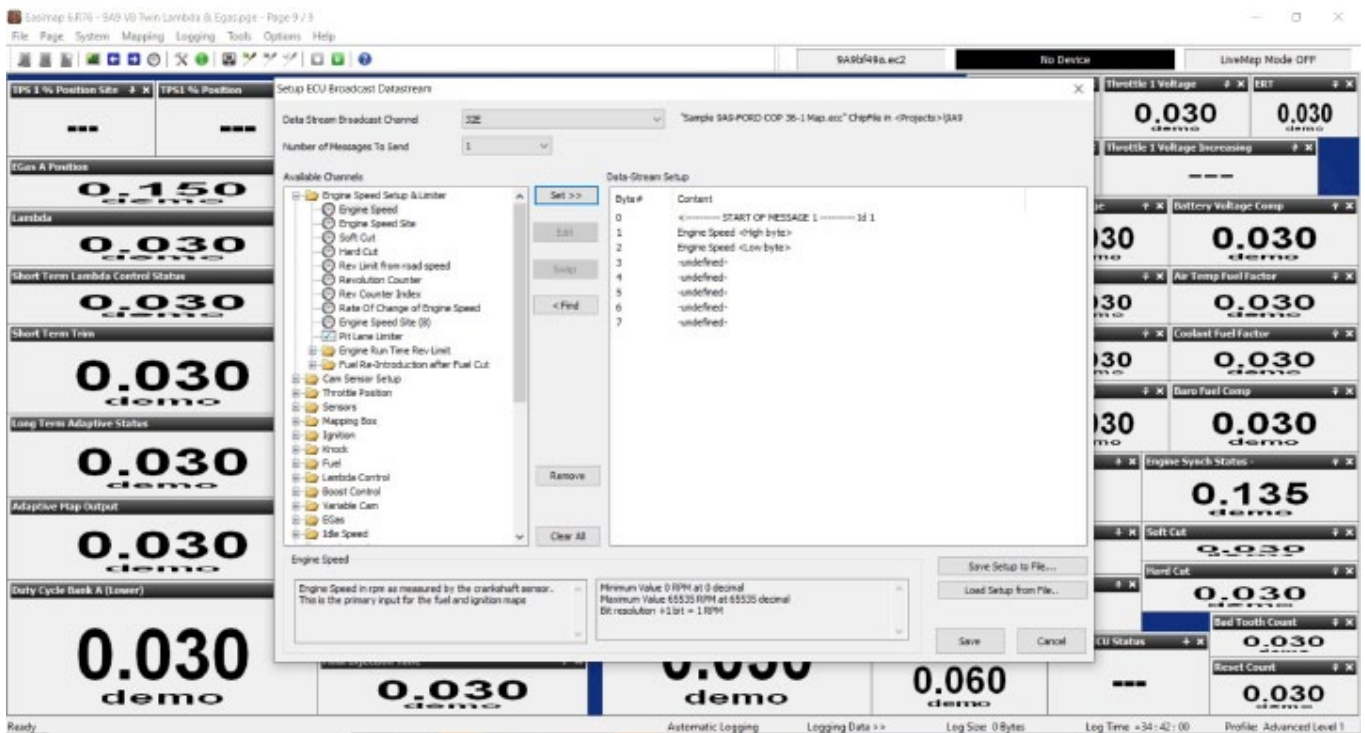 Easimap 6.R76 - 9A9 V8 Twin Lambda & Egas.pge - Page 9 / 9
File Page System Mapping Logging Tools Options Help
9A9bf49a.ec2 No Device LiveMap Mode OFF
TPS 1 % Position Site TPS1 % Position
--- ---
EGas A Position
0.150
demo
Lambda
0.030
demo
Short Term Lambda Control Status
0.030
demo
Short Term Trim
0.030
demo
Long Term Adaptive Status
0.030
demo
Adaptive Map Output
0.030
demo
Duty Cycle Bank A (Lower)
0.030
demo
Setup ECU Broadcast Datastream
Data Stream Broadcast Channel 32E "Sample 9A9-FORD COP 36-1 Map.ecc" ChipFile in <Projects>\9A9
Number of Messages To Send 1
Available Channels
Engine Speed Setup & Limiter
Engine Speed
Engine Speed Site
Soft Cut
Hard Cut
Rev Limit from road speed
Revolution Counter
Rev Counter Index
Rate Of Change of Engine Speed
Engine Speed Site (8)
Pit Lane Limiter
Engine Run Time Rev Limit
Fuel Re-Introduction after Fuel Cut
Cam Sensor Setup
Throttle Position
Sensors
Mapping Box
Ignition
Knock
Fuel
Lambda Control
Boost Control
Variable Cam
EGas
Idle Speed
Set >>
Edit
Swap
< Find
Remove
Clear All
Data-Stream Setup
Byte# Content
0 <---------- START OF MESSAGE 1 ---------- Id 1
1 Engine Speed <High byte>
2 Engine Speed <Low byte>
3 -undefined-
4 -undefined-
5 -undefined-
6 -undefined-
7 -undefined-
Engine Speed
Engine Speed in rpm as measured by the crankshaft sensor.
This is the primary input for the fuel and ignition maps
Minimum Value 0 RPM at 0 decimal
Maximum Value 65535 RPM at 65535 decimal
Bit resolution +1 bit = 1 RPM
Save Setup to File...
Load Setup from File...
Save Cancel
Throttle 1 Voltage ERT
0.030 0.030
demo demo
Throttle 1 Voltage Increasing
---
Battery Voltage Comp
0.030
demo
Air Temp Fuel Factor
0.030
demo
Coolant Fuel Factor
0.030
demo
Baro Fuel Comp
0.030
demo
Engine Synch Status -
0.135
demo
Soft Cut
0.030
demo
Hard Cut
0.030
demo
Bad Tooth Count
0.030
demo
Reset Count
0.030
demo
ECU Status
---
0.030
demo
0.030
demo
0.060
demo
Ready Automatic Logging Logging Data >> Log Size 0 Bytes Log Time =34:42:00 Profile: Advanced Level 1